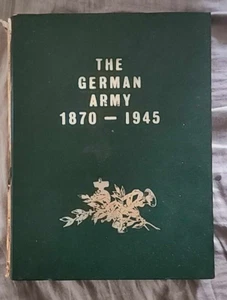 THE
GERMAN
ARMY
1870 — 1945